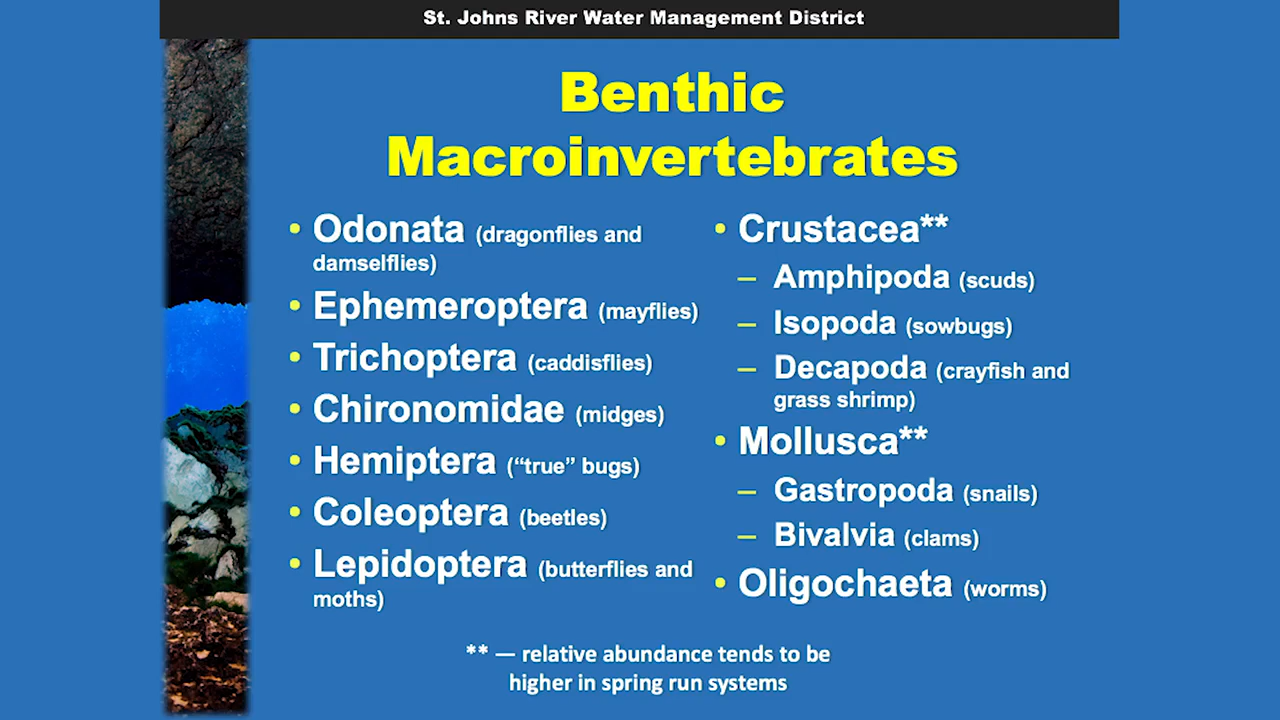 St. Johns River Water Management District
Benthic
Macroinvertebrates
• Odonata (dragonflies and
damselflies)
• Ephemeroptera (mayflies)
• Trichoptera (caddisflies)
• Chironomidae (midges)
• Hemiptera (“true” bugs)
• Coleoptera (beetles)
• Lepidoptera (butterflies and
moths)
• Crustacea**
– Amphipoda (scuds)
– Isopoda (sowbugs)
– Decapoda (crayfish and
grass shrimp)
• Mollusca**
– Gastropoda (snails)
– Bivalvia (clams)
• Oligochaeta (worms)
** — relative abundance tends to be
higher in spring run systems